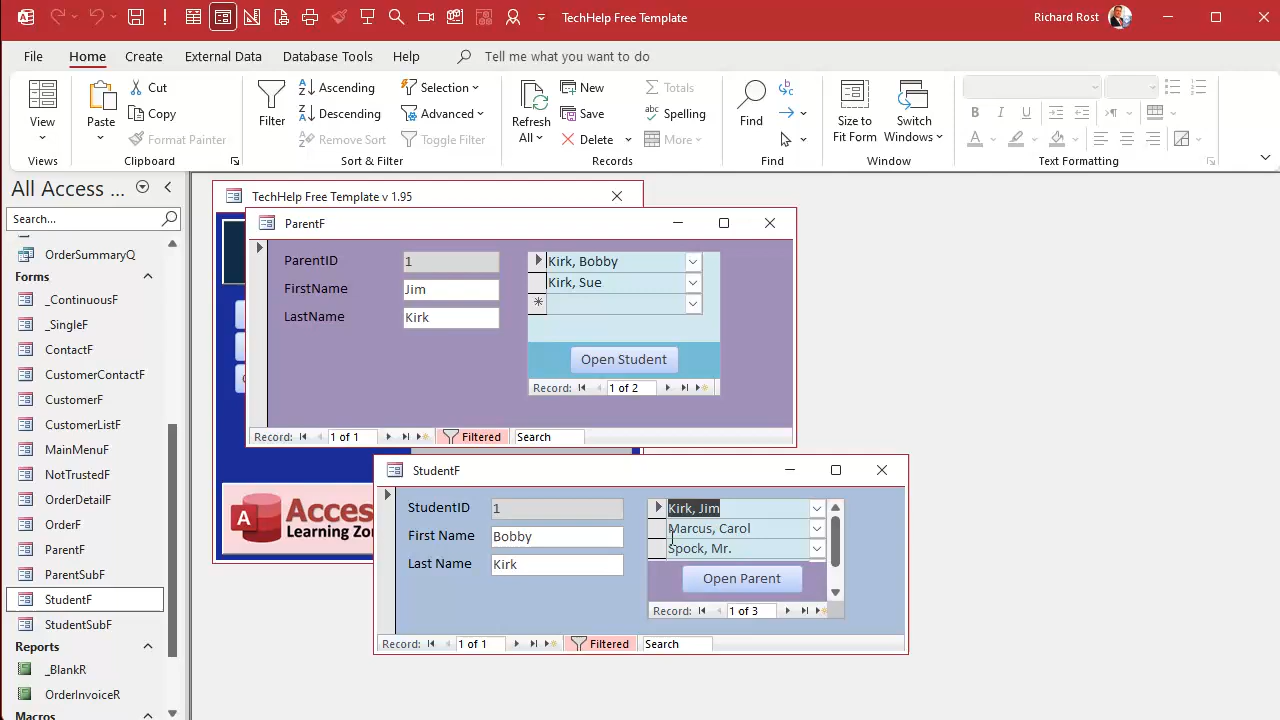 TechHelp Free Template
Richard Rost
File
Home
Create
External Data
Database Tools
Help
Tell me what you want to do
View
Views
Paste
Cut
Copy
Format Painter
Clipboard
Filter
Ascending
Descending
Remove Sort
Selection
Advanced
Toggle Filter
Sort & Filter
Refresh
All
New
Save
Delete
Totals
Spelling
More
Records
Find
Find
Size to
Fit Form
Switch
Windows
Window
Text Formatting
All Access ...
Search...
OrderSummaryQ
Forms
_ContinuousF
_SingleF
ContactF
CustomerContactF
CustomerF
CustomerListF
MainMenuF
NotTrustedF
OrderDetailF
OrderF
ParentF
ParentSubF
StudentF
StudentSubF
Reports
_BlankR
OrderInvoiceR
Macros
TechHelp Free Template v 1.95
ParentF
ParentID 1
FirstName Jim
LastName Kirk
Kirk, Bobby
Kirk, Sue
Open Student
Record: 1 of 2
Record: 1 of 1 Filtered Search
StudentF
StudentID 1
First Name Bobby
Last Name Kirk
Kirk, Jim
Marcus, Carol
Spock, Mr.
Open Parent
Record: 1 of 3
Record: 1 of 1 Filtered Search
A
Acces
Learning Zon